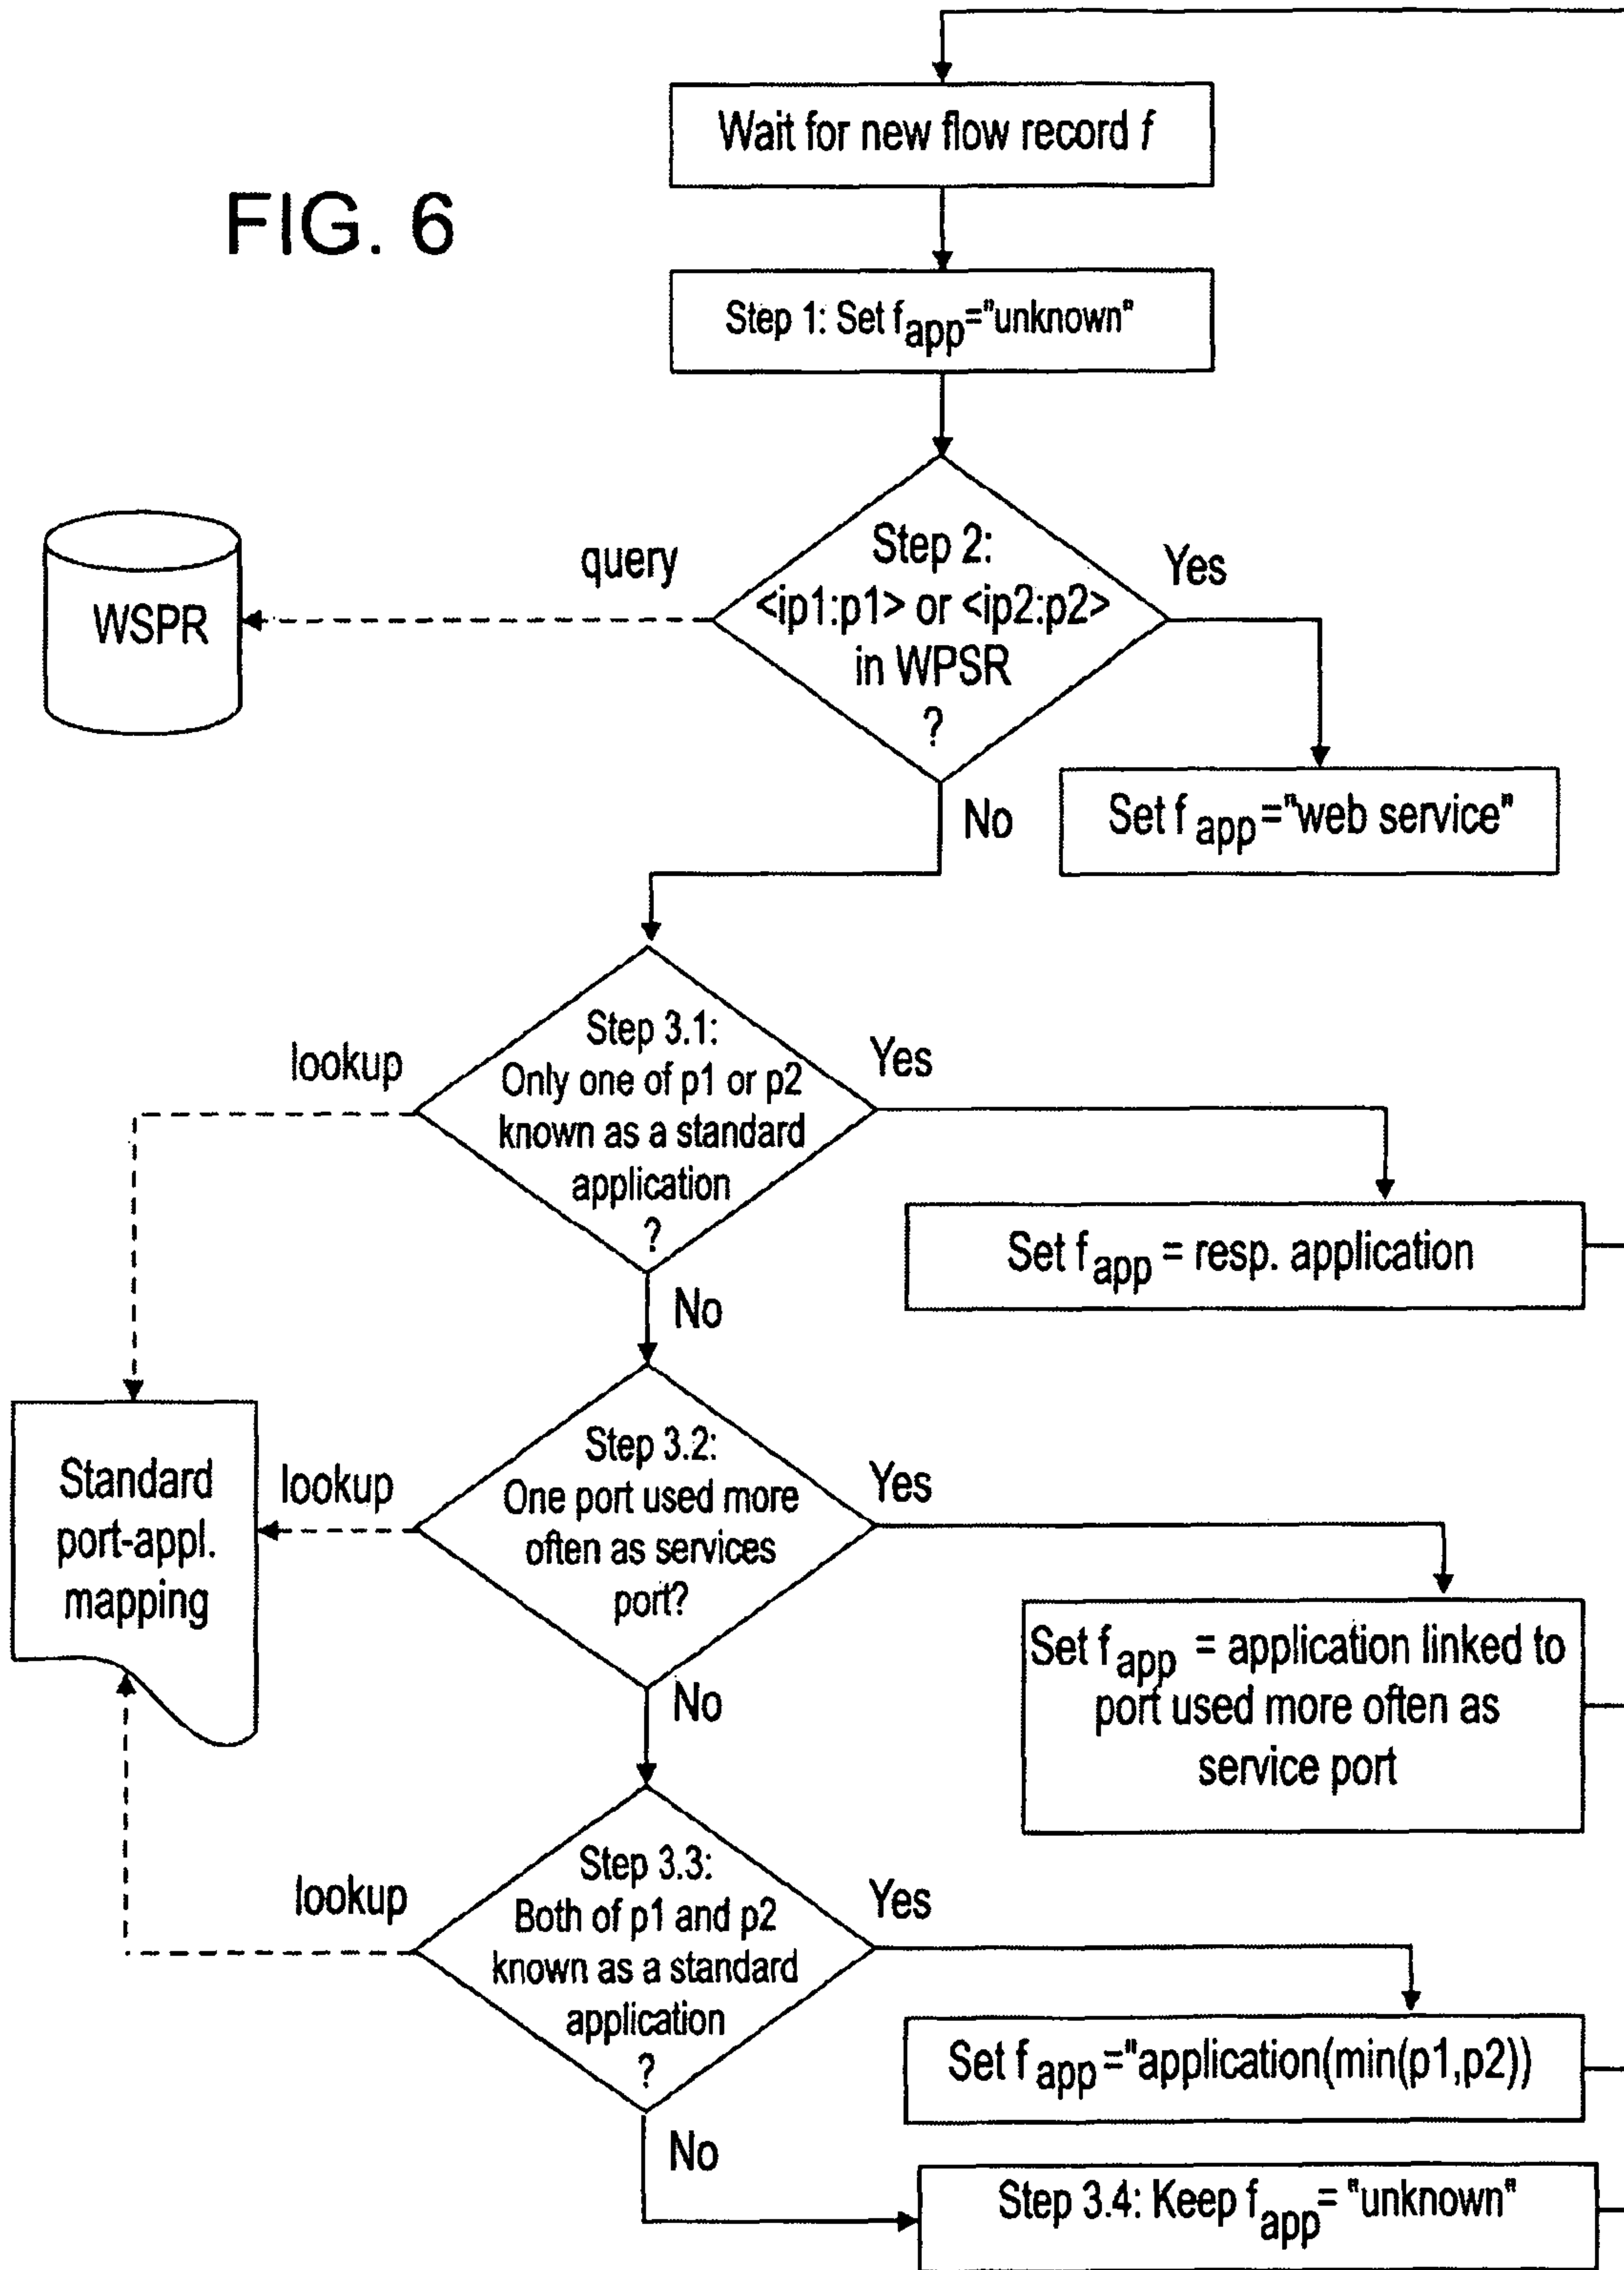 FIG. 6
Wait for new flow record f
Step 1: Set fapp="unknown"
Step 2:
<ip1:p1> or <ip2:p2>
in WPSR
?
query
Yes
WSPR
No
Set fapp="web service"
Step 3.1:
Only one of p1 or p2
known as a standard
application
?
lookup
Yes
Set fapp = resp. application
No
Step 3.2:
One port used more
often as services
port?
lookup
Yes
Standard
port-appl.
mapping
Set fapp = application linked to
port used more often as
service port
No
Step 3.3:
Both of p1 and p2
known as a standard
application
?
lookup
Yes
Set fapp="application(min(p1,p2))
No
Step 3.4: Keep fapp= "unknown"